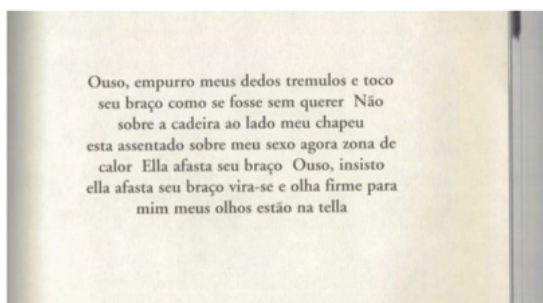 Ouso, empurro meus dedos tremulos e toco
seu braço como se fosse sem querer  Não
sobre a cadeira ao lado meu chapeu
esta assentado sobre meu sexo agora zona de
calor  Ella afasta seu braço  Ouso, insisto
ella afasta seu braço vira-se e olha firme para
mim meus olhos estão na tella